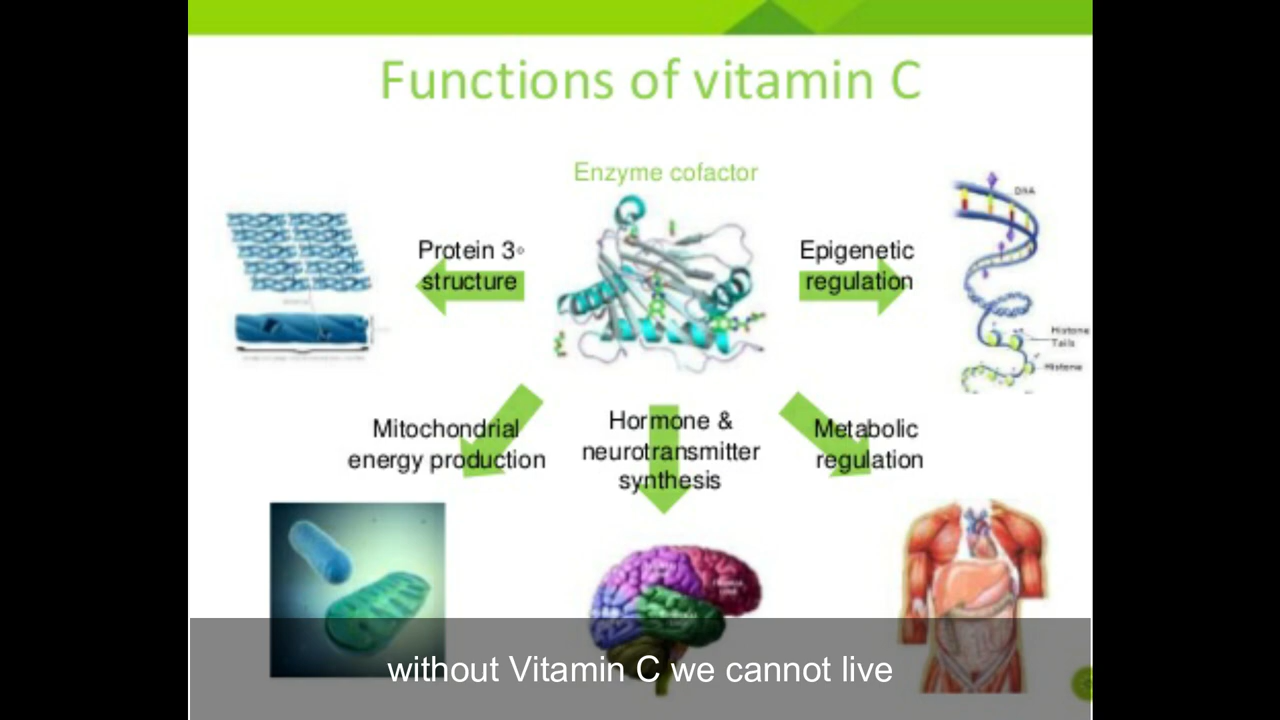 Functions of vitamin C
Enzyme cofactor
Protein 3°
structure
Epigenetic
regulation
DNA
Histone
Tails
Histone
Mitochondrial
energy production
Hormone &
neurotransmitter
synthesis
Metabolic
regulation
without Vitamin C we cannot live